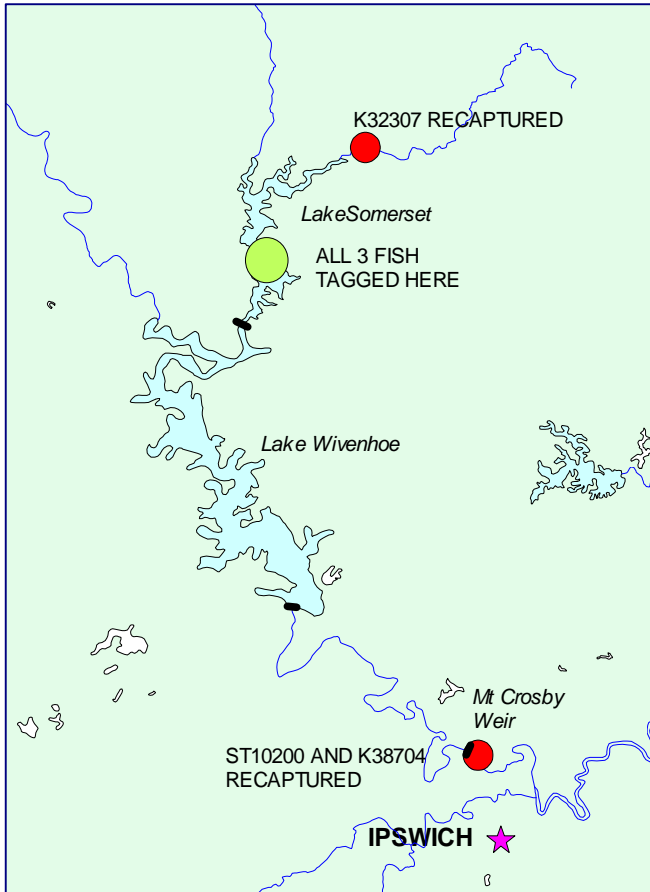 K32307 RECAPTURED
LakeSomerset
ALL 3 FISH
TAGGED HERE
Lake Wivenhoe
Mt Crosby
Weir
ST10200 AND K38704
RECAPTURED
IPSWICH